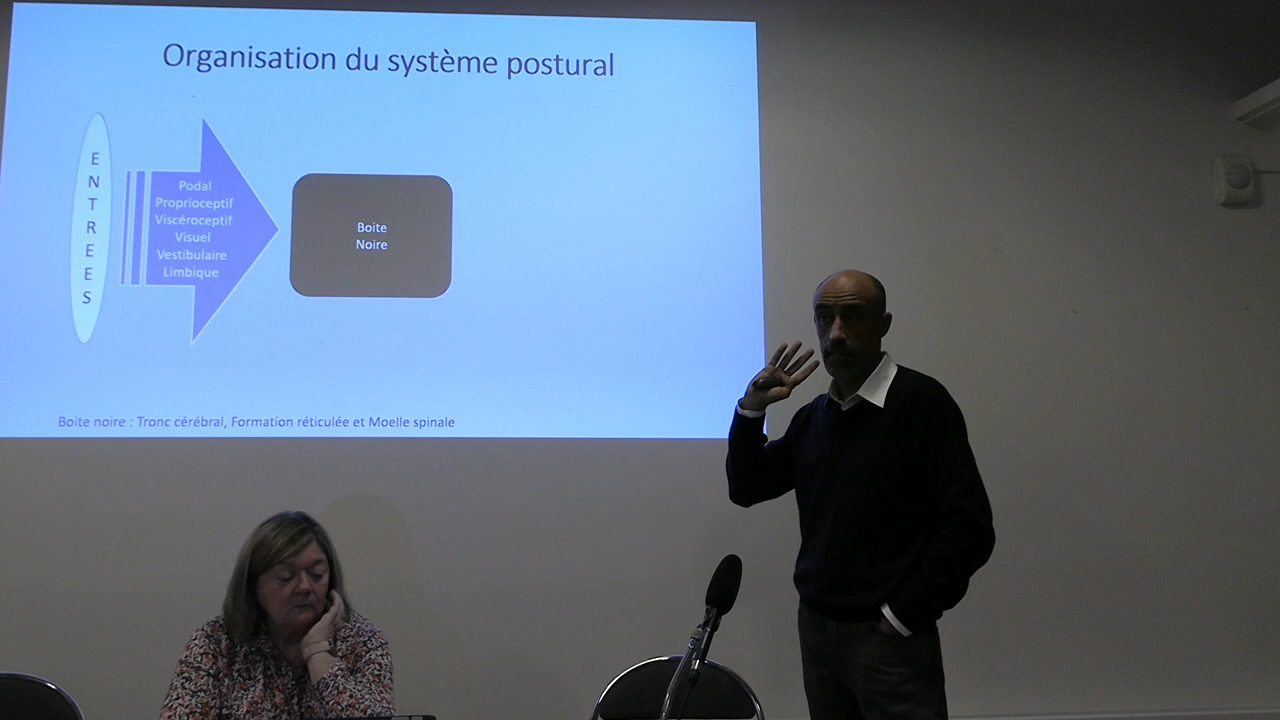 Organisation du système postural
ENTREES
Podal
Proprioceptif
Viscéroceptif
Visuel
Vestibulaire
Limbique
Boite
Noire
Boite noire : Tronc cérébral, Formation réticulée et Moelle spinale